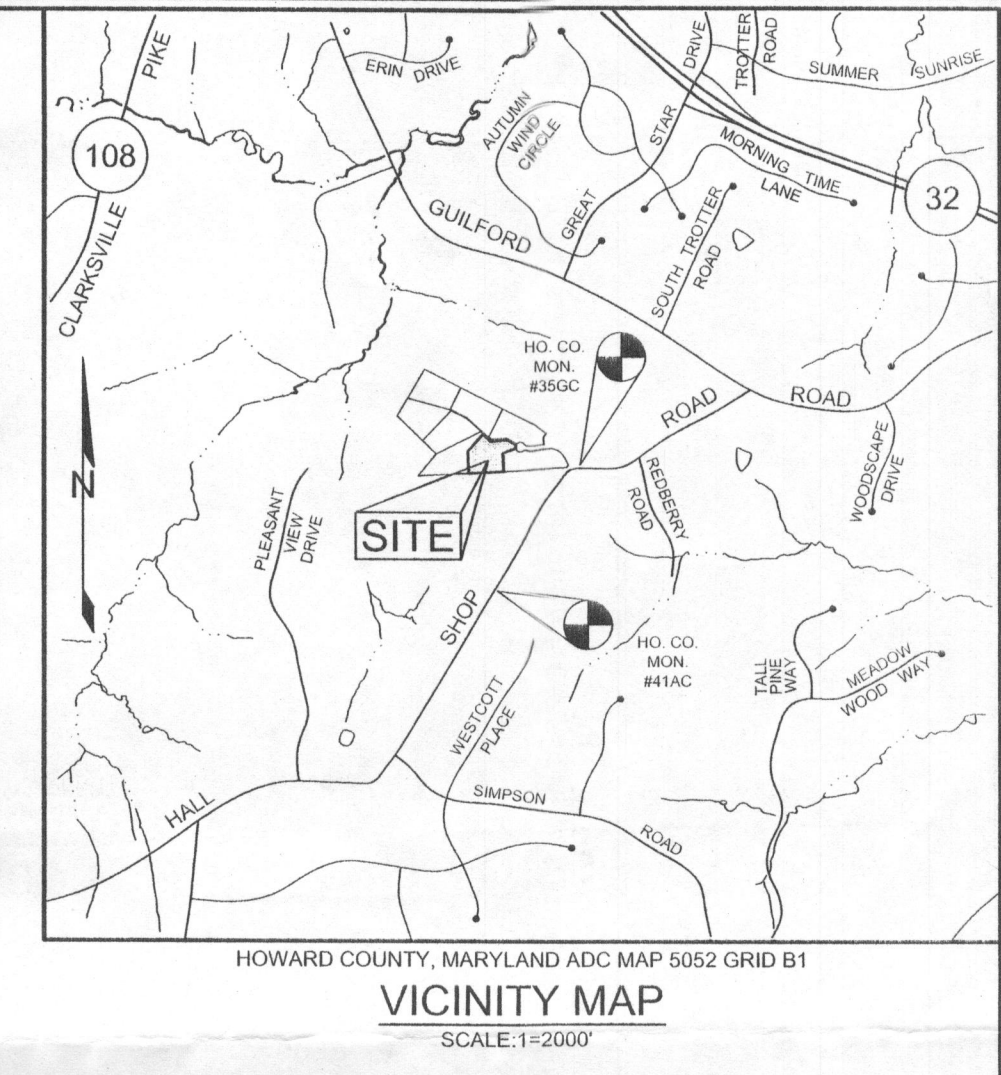 PIKE
ERIN DRIVE
DRIVE
TROTTER
ROAD
SUMMER SUNRISE
108
AUTUMN
WIND
CIRCLE
STAR
MORNING TIME
LANE
32
CLARKSVILLE
GUILFORD
GREAT
SOUTH TROTTER
ROAD
HO. CO.
MON.
#35GC
ROAD
ROAD
N
PLEASANT
VIEW
DRIVE
SITE
REDBERRY
ROAD
WOODSCAPE
DRIVE
SHOP
HO. CO.
MON.
#41AC
WESTCOTT
PLACE
TALL
PINE
WAY
MEADOW
WOOD WAY
HALL
SIMPSON
ROAD
HOWARD COUNTY, MARYLAND ADC MAP 5052 GRID B1
VICINITY MAP
SCALE:1=2000'